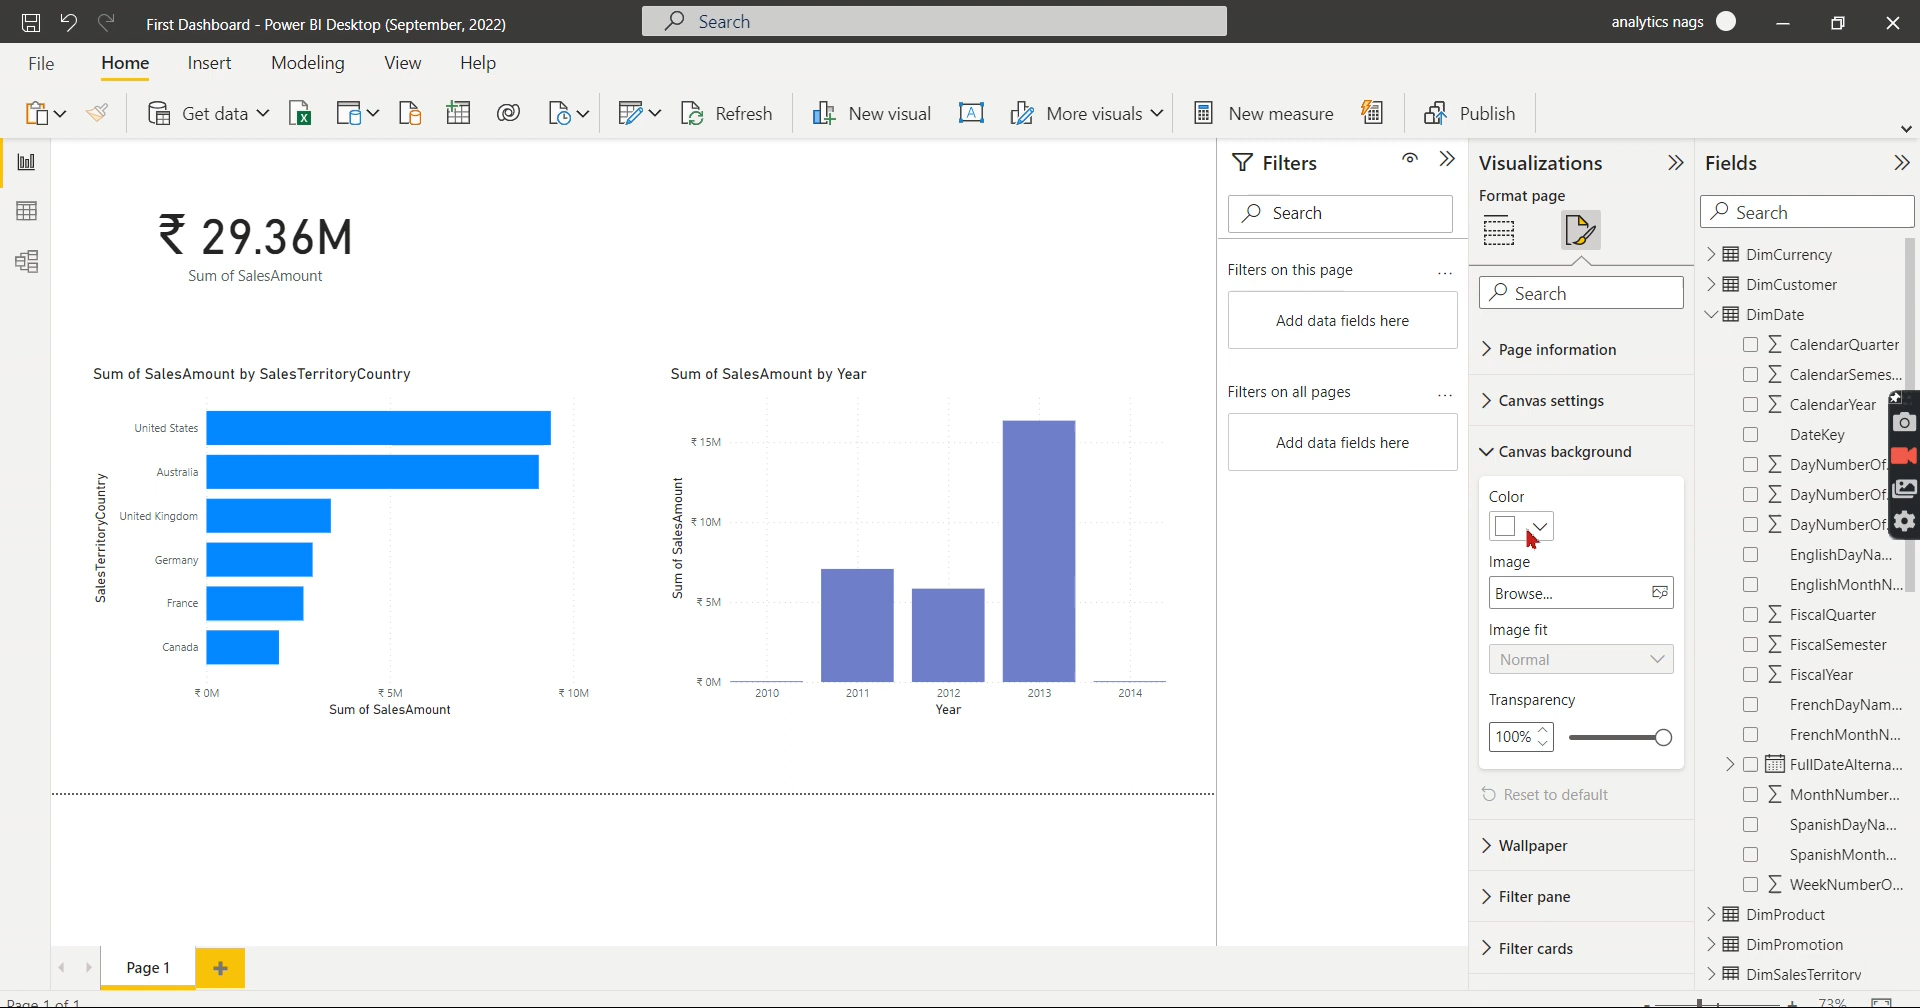 First Dashboard - Power BI Desktop (September, 2022)
Search
analytics nags
File
Home
Insert
Modeling
View
Help
Get data
Refresh
New visual
More visuals
New measure
Publish
₹ 29.36M
Sum of SalesAmount
Sum of SalesAmount by SalesTerritoryCountry
SalesTerritoryCountry
United States
Australia
United Kingdom
Germany
France
Canada
₹ 0M
₹ 5M
₹ 10M
Sum of SalesAmount
Sum of SalesAmount by Year
Sum of SalesAmount
₹ 15M
₹ 10M
₹ 5M
₹ 0M
2010
2011
2012
2013
2014
Year
Filters
Search
Filters on this page
...
Add data fields here
Filters on all pages
...
Add data fields here
Visualizations
Format page
Search
Page information
Canvas settings
Canvas background
Color
Image
Browse...
Image fit
Normal
Transparency
100%
Reset to default
Wallpaper
Filter pane
Filter cards
Fields
Search
DimCurrency
DimCustomer
DimDate
CalendarQuarter
CalendarSemes...
CalendarYear
DateKey
DayNumberOf
DayNumberOf
DayNumberOf
EnglishDayNa...
EnglishMonthN...
FiscalQuarter
FiscalSemester
FiscalYear
FrenchDayNam...
FrenchMonthN...
FullDateAlterna...
MonthNumber...
SpanishDayNa...
SpanishMonth...
WeekNumberO...
DimProduct
DimPromotion
DimSalesTerritory
Page 1
Page 1 of 1
73%